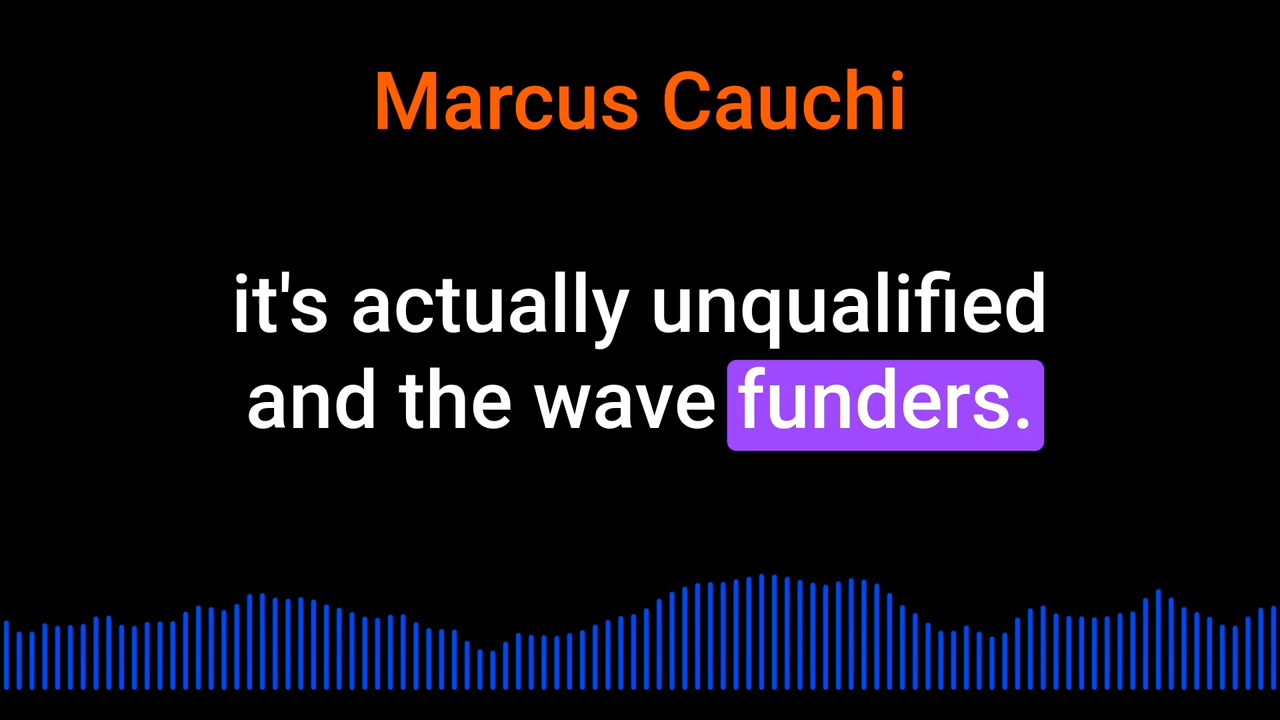 Marcus Cauchi
it's actually unqualified
and the wave funders.